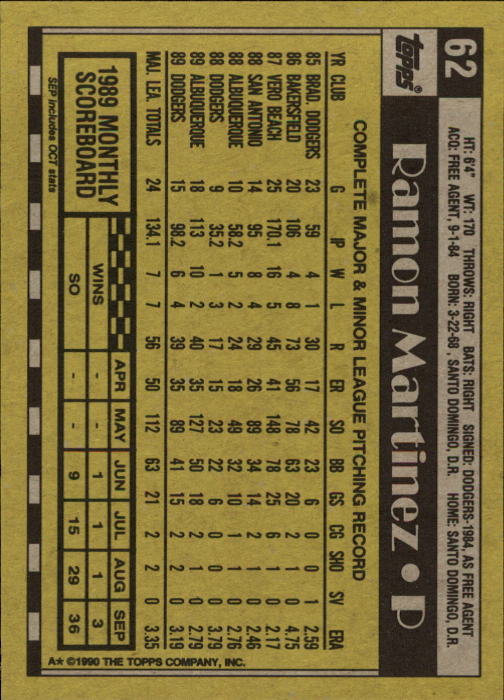 62
topps®
HT: 6'4" WT: 170 THROWS: RIGHT BATS: RIGHT SIGNED: DODGERS-1984, AS FREE AGENT
ACQ: FREE AGENT, 9-1-84 BORN: 3-22-68, SANTO DOMINGO, D.R. HOME: SANTO DOMINGO, D.R.
Ramon Martinez • P
COMPLETE MAJOR & MINOR LEAGUE PITCHING RECORD
YR CLUB G IP W L R ER SO BB GS CG SHO SV ERA
85 BRAD. DODGERS 23 59 4 1 30 17 42 23 6 0 0 1 2.59
86 BAKERSFIELD 20 106 4 8 73 56 78 63 20 2 1 0 4.75
87 VERO BEACH 25 170.1 16 5 45 41 148 78 25 6 1 0 2.17
88 SAN ANTONIO 14 95 8 4 29 26 89 34 14 2 1 0 2.46
88 ALBUQUERQUE 10 58.2 5 2 24 18 49 32 10 1 1 0 2.76
88 DODGERS 9 35.2 1 3 17 15 23 22 6 0 0 0 3.79
89 ALBUQUERQUE 18 113 10 2 40 35 127 50 18 2 1 0 2.79
89 DODGERS 15 98.2 6 4 39 35 89 41 15 2 2 0 3.19
MAJ. LEA. TOTALS 24 134.1 7 7 56 50 112 63 21 2 2 0 3.35
1989 MONTHLY
SCOREBOARD
APR MAY JUN JUL AUG SEP
WINS - - 1 1 1 3
SO - - 9 15 29 36
SEP includes OCT stats
A★ ©1990 THE TOPPS COMPANY, INC.